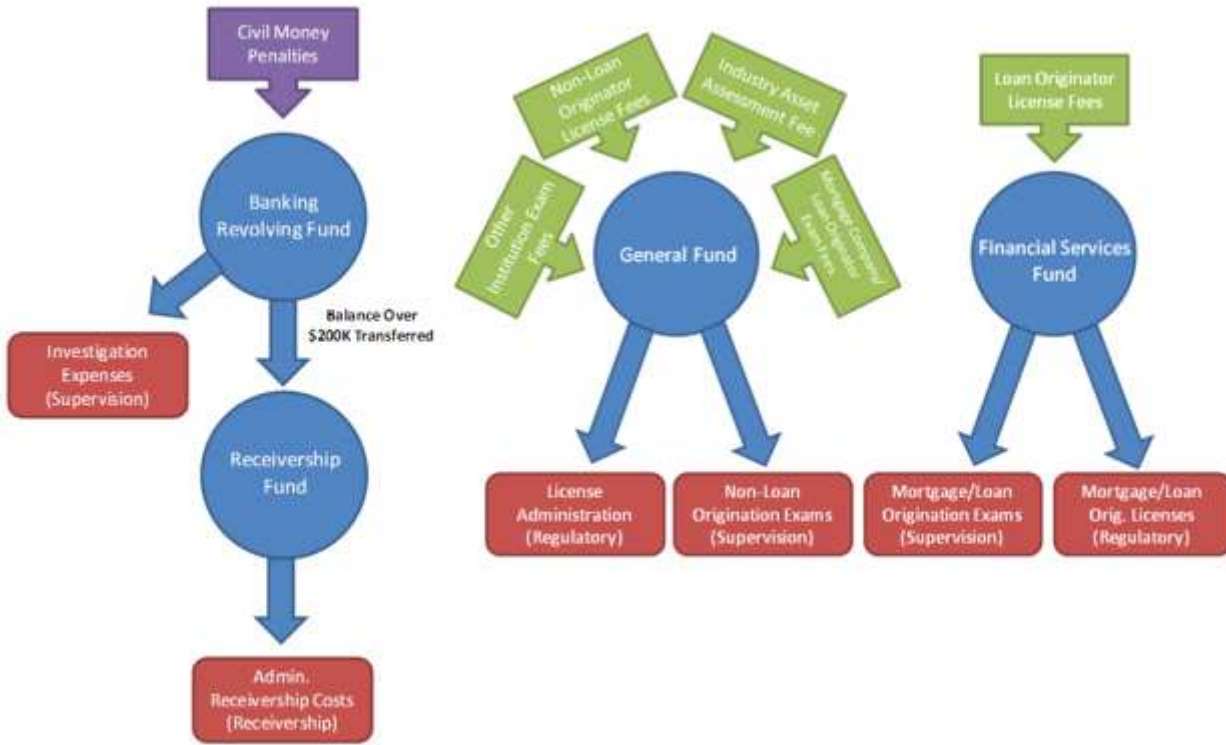 Civil Money
Penalties
Banking
Revolving Fund
Balance Over
$200K Transferred
Investigation
Expenses
(Supervision)
Receivership
Fund
Admin.
Receivership Costs
(Receivership)
Other
Institution Exam
Fees
Non-Loan
Originator
License Fees
Industry Asset
Assessment Fee
Mortgage Company/
Loan Originator
Exam Fees
General Fund
License
Administration
(Regulatory)
Non-Loan
Origination Exams
(Supervision)
Loan Originator
License Fees
Financial Services
Fund
Mortgage/Loan
Origination Exams
(Supervision)
Mortgage/Loan
Orig. Licenses
(Regulatory)